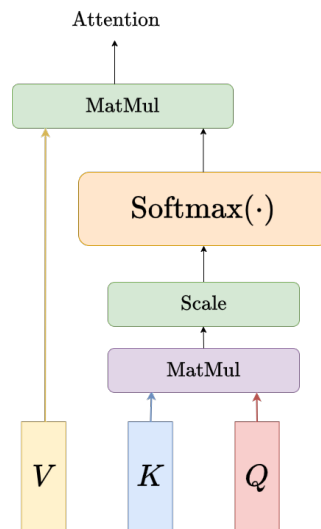 Attention
MatMul
Softmax(·)
Scale
MatMul
V K Q